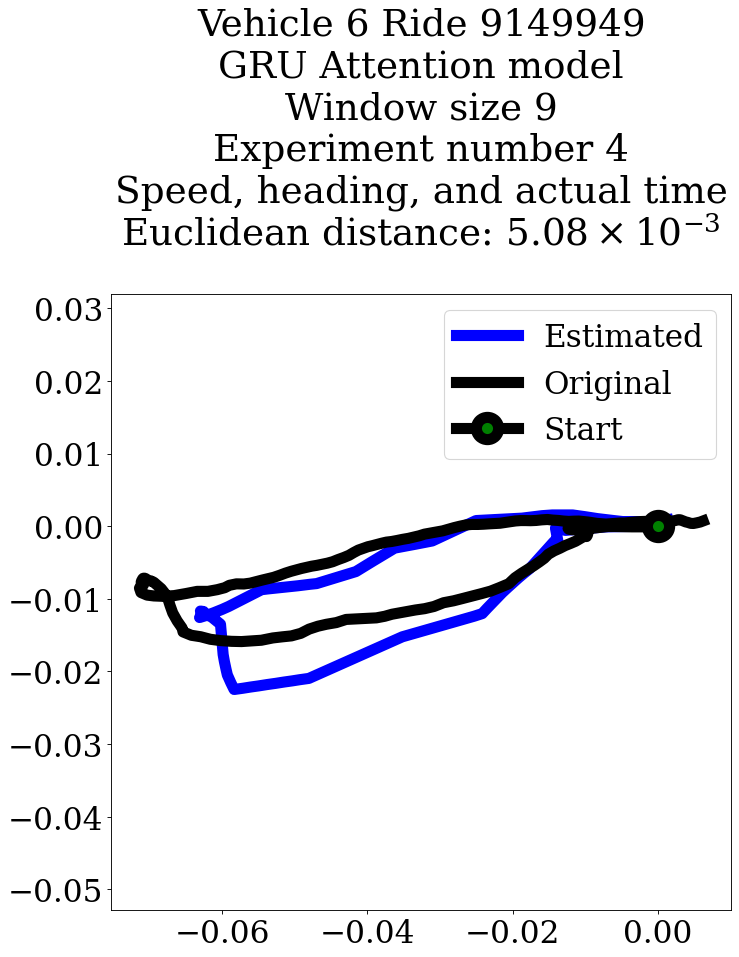 Vehicle 6 Ride 9149949
GRU Attention model
Window size 9
Experiment number 4
Speed, heading, and actual time
Euclidean distance: 5.08 × 10⁻³
0.03
0.02
0.01
0.00
−0.01
−0.02
−0.03
−0.04
−0.05
Estimated
Original
Start
−0.06 −0.04 −0.02 0.00